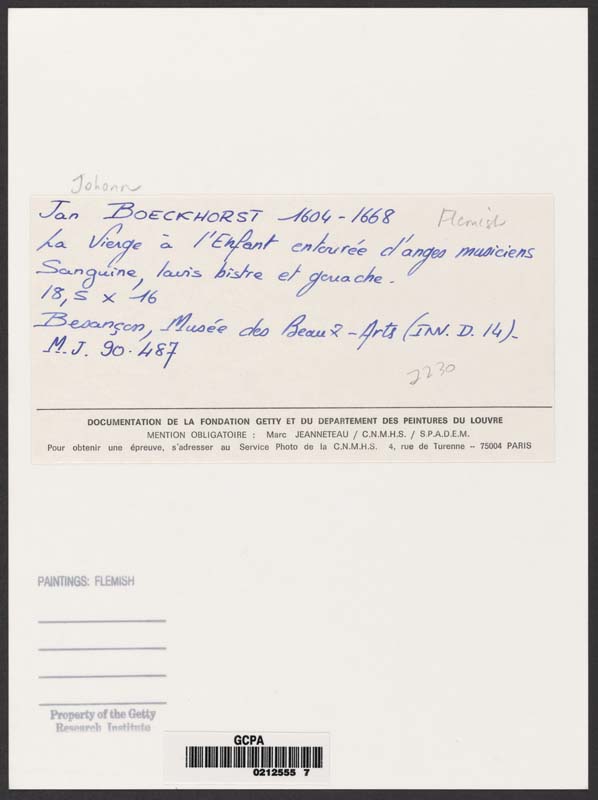 Johann
Jan BOECKHORST 1604-1668
Flemish
La Vierge à l'Enfant entourée d'anges musiciens
Sanguine, lavis bistre et gouache.
18,5 x 16
Besançon, Musée des Beaux-Arts (INV. D. 14).
M.J. 90.487
2230
DOCUMENTATION DE LA FONDATION GETTY ET DU DEPARTEMENT DES PEINTURES DU LOUVRE
MENTION OBLIGATOIRE : Marc JEANNETEAU / C.N.M.H.S. / S.P.A.D.E.M.
Pour obtenir une épreuve, s'adresser au Service Photo de la C.N.M.H.S. 4, rue de Turenne -- 75004 PARIS
PAINTINGS: FLEMISH
Property of the Getty
Research Institute
GCPA
0212555 7